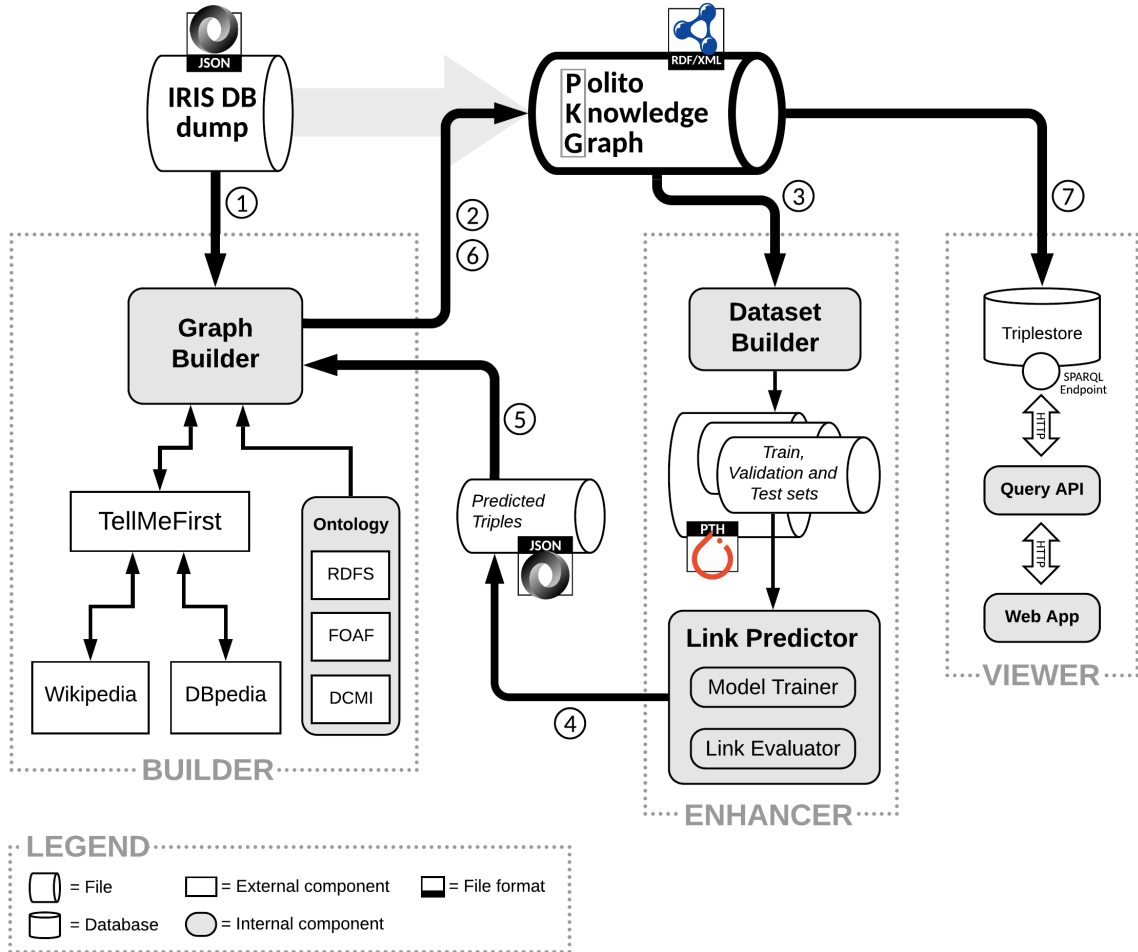 JSON
IRIS DB
dump
RDF/XML
Polito
Knowledge
Graph
1
2
6
3
7
Graph
Builder
Dataset
Builder
Triplestore
SPARQL
Endpoint
HTTP
5
Train,
Validation and
Test sets
PTH
Query API
HTTP
Web App
TellMeFirst
Ontology
RDFS
FOAF
DCMI
Predicted
Triples
JSON
Wikipedia
DBpedia
4
Link Predictor
Model Trainer
Link Evaluator
VIEWER
BUILDER
ENHANCER
LEGEND
= File
= External component
= File format
= Database
= Internal component